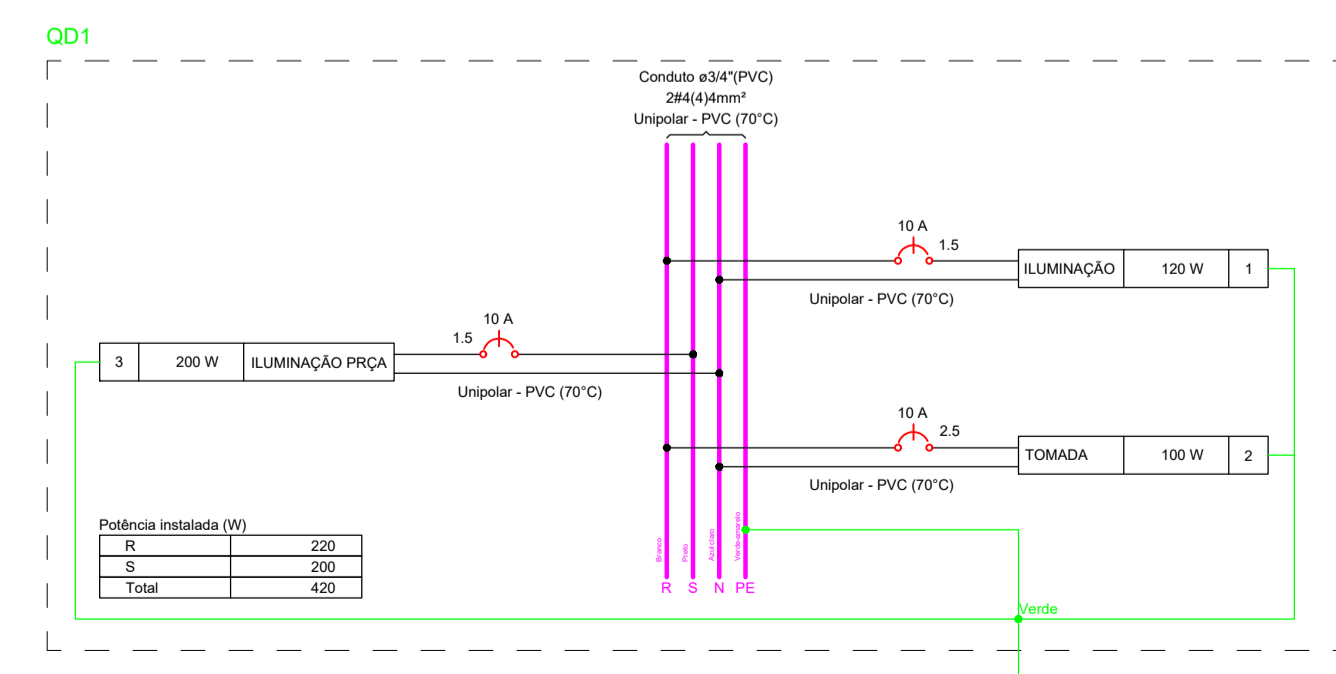 QD1
Conduto ø3/4"(PVC)
2#4(4)4mm²
Unipolar - PVC (70°C)
10 A
1.5
ILUMINAÇÃO 120 W 1
Unipolar - PVC (70°C)
10 A
1.5
3 200 W ILUMINAÇÃO PRÇA
Unipolar - PVC (70°C)
10 A
2.5
TOMADA 100 W 2
Unipolar - PVC (70°C)
Potência instalada (W)
R 220
S 200
Total 420
Branco
Preto
Azul claro
Verde-amarelo
R S N PE
Verde